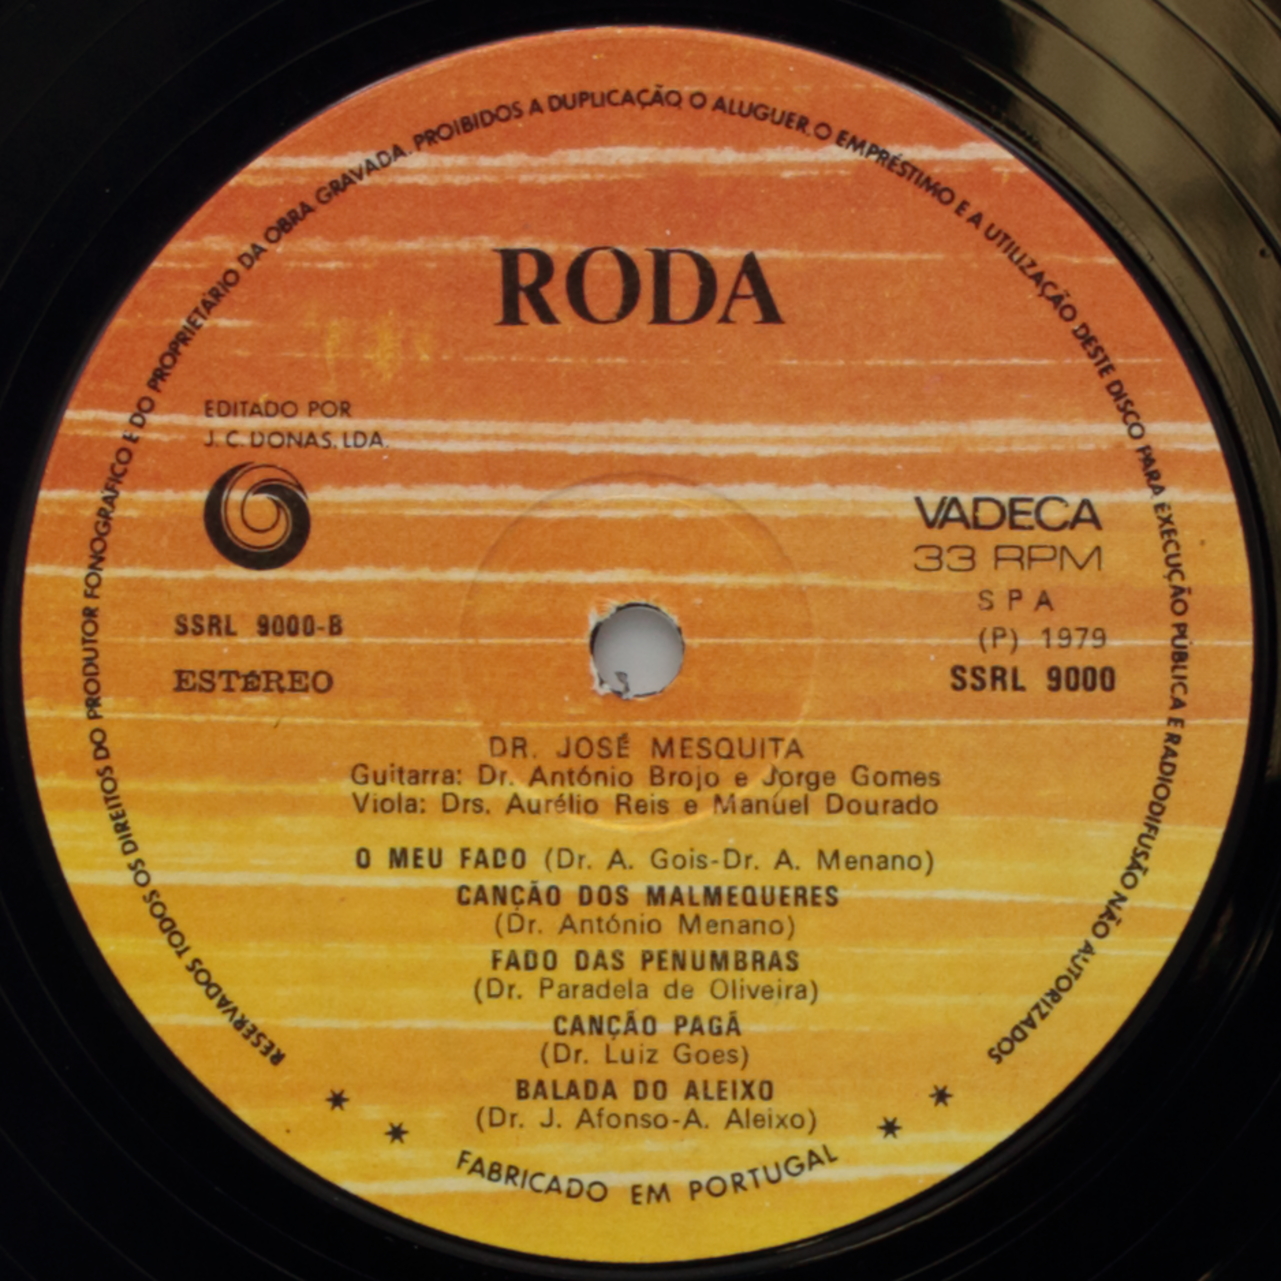 RESERVADOS TODOS OS DIREITOS DO PRODUTOR FONOGRAFICO E DO PROPRIETARIO DA OBRA GRAVADA. PROIBIDOS A DUPLICAÇÃO O ALUGUER. O EMPRÉSTIMO E A UTILIZAÇÃO DESTE DISCO PARA EXECUÇÃO PÚBLICA E RADIODIFUSÃO NÃO AUTORIZADOS
RODA
EDITADO POR
J. C. DONAS, LDA.
VADECA
33 RPM
SPA
(P) 1979
SSRL 9000
SSRL 9000-B
ESTÉREO
DR. JOSÉ MESQUITA
Guitarra: Dr. António Brojo e Jorge Gomes
Viola: Drs. Aurélio Reis e Manuel Dourado
O MEU FADO (Dr. A. Gois-Dr. A. Menano)
CANÇÃO DOS MALMEQUERES
(Dr. António Menano)
FADO DAS PENUMBRAS
(Dr. Paradela de Oliveira)
CANÇÃO PAGÃ
(Dr. Luiz Goes)
BALADA DO ALEIXO
(Dr. J. Afonso-A. Aleixo)
* * FABRICADO EM PORTUGAL * *